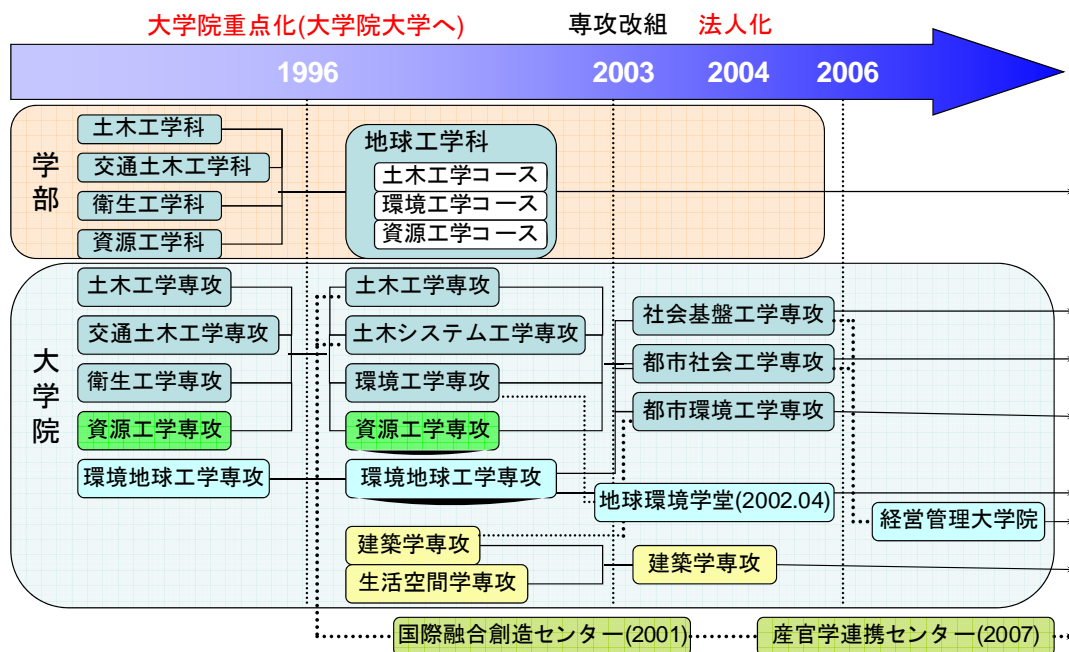 大学院重点化(大学院大学へ)
専攻改組
法人化
1996
2003
2004
2006
学部
土木工学科
交通土木工学科
衛生工学科
資源工学科
地球工学科
土木工学コース
環境工学コース
資源工学コース
大学院
土木工学専攻
交通土木工学専攻
衛生工学専攻
資源工学専攻
環境地球工学専攻
土木工学専攻
土木システム工学専攻
環境工学専攻
資源工学専攻
環境地球工学専攻
建築学専攻
生活空間学専攻
社会基盤工学専攻
都市社会工学専攻
都市環境工学専攻
地球環境学堂(2002.04)
建築学専攻
経営管理大学院
国際融合創造センター(2001)
産官学連携センター(2007)